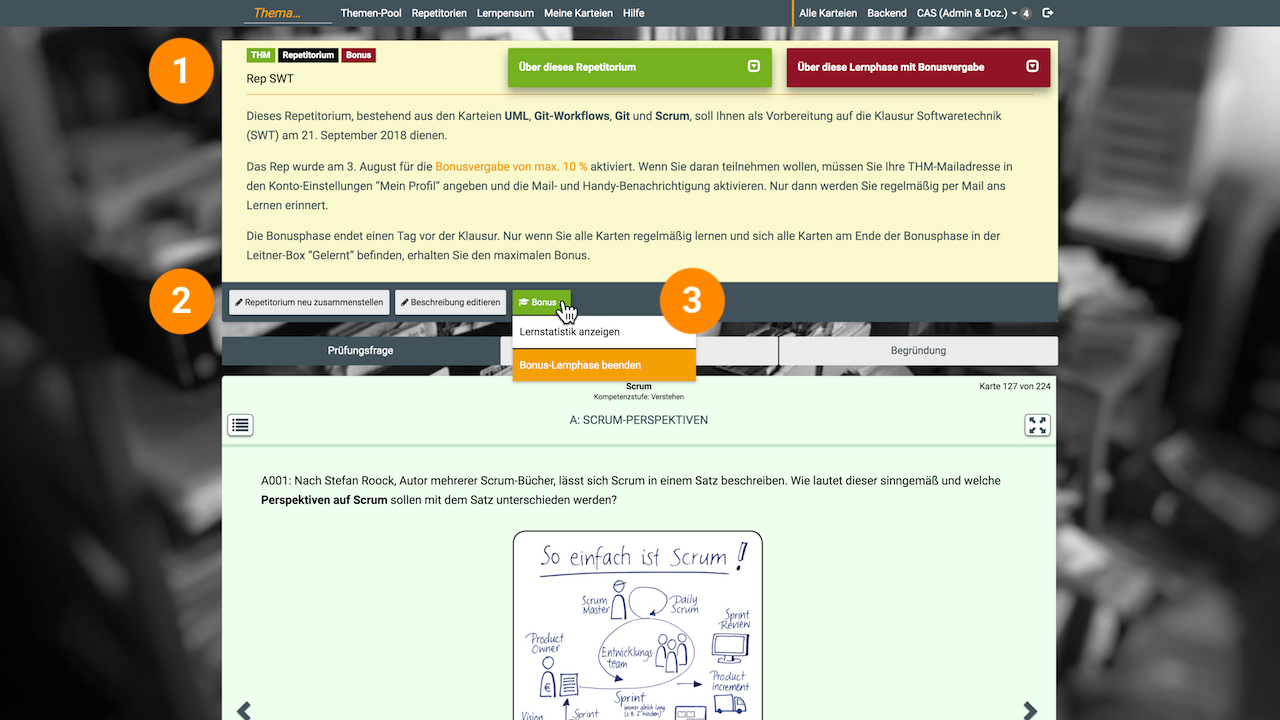 Thema...
Themen-Pool
Repetitorien
Lernpensum
Meine Karteien
Hilfe
Alle Karteien
Backend
CAS (Admin & Doz.)
4
1
THM
Repetitorium
Bonus
Rep SWT
Über dieses Repetitorium
Über diese Lernphase mit Bonusvergabe
Dieses Repetitorium, bestehend aus den Karteien UML, Git-Workflows, Git und Scrum, soll Ihnen als Vorbereitung auf die Klausur Softwaretechnik
(SWT) am 21. September 2018 dienen.
Das Rep wurde am 3. August für die Bonusvergabe von max. 10 % aktiviert. Wenn Sie daran teilnehmen wollen, müssen Sie Ihre THM-Mailadresse in
den Konto-Einstellungen “Mein Profil” angeben und die Mail- und Handy-Benachrichtigung aktivieren. Nur dann werden Sie regelmäßig per Mail ans
Lernen erinnert.
Die Bonusphase endet einen Tag vor der Klausur. Nur wenn Sie alle Karten regelmäßig lernen und sich alle Karten am Ende der Bonusphase in der
Leitner-Box “Gelernt” befinden, erhalten Sie den maximalen Bonus.
2
Repetitorium neu zusammenstellen
Beschreibung editieren
Bonus
3
Lernstatistik anzeigen
Bonus-Lernphase beenden
Prüfungsfrage
Begründung
Scrum
Kompetenzstufe: Verstehen
Karte 127 von 224
A: SCRUM-PERSPEKTIVEN
A001: Nach Stefan Roock, Autor mehrerer Scrum-Bücher, lässt sich Scrum in einem Satz beschreiben. Wie lautet dieser sinngemäß und welche
Perspektiven auf Scrum sollen mit dem Satz unterschieden werden?
So einfach ist Scrum!
Scrum
Master
Daily
Scrum
Sprint
Review
Product
Owner
Entwicklungs-
team
€
Product
increment
Sprint
immer gleich lang
(z.B. 2 Wochen)
Vision
Sprint